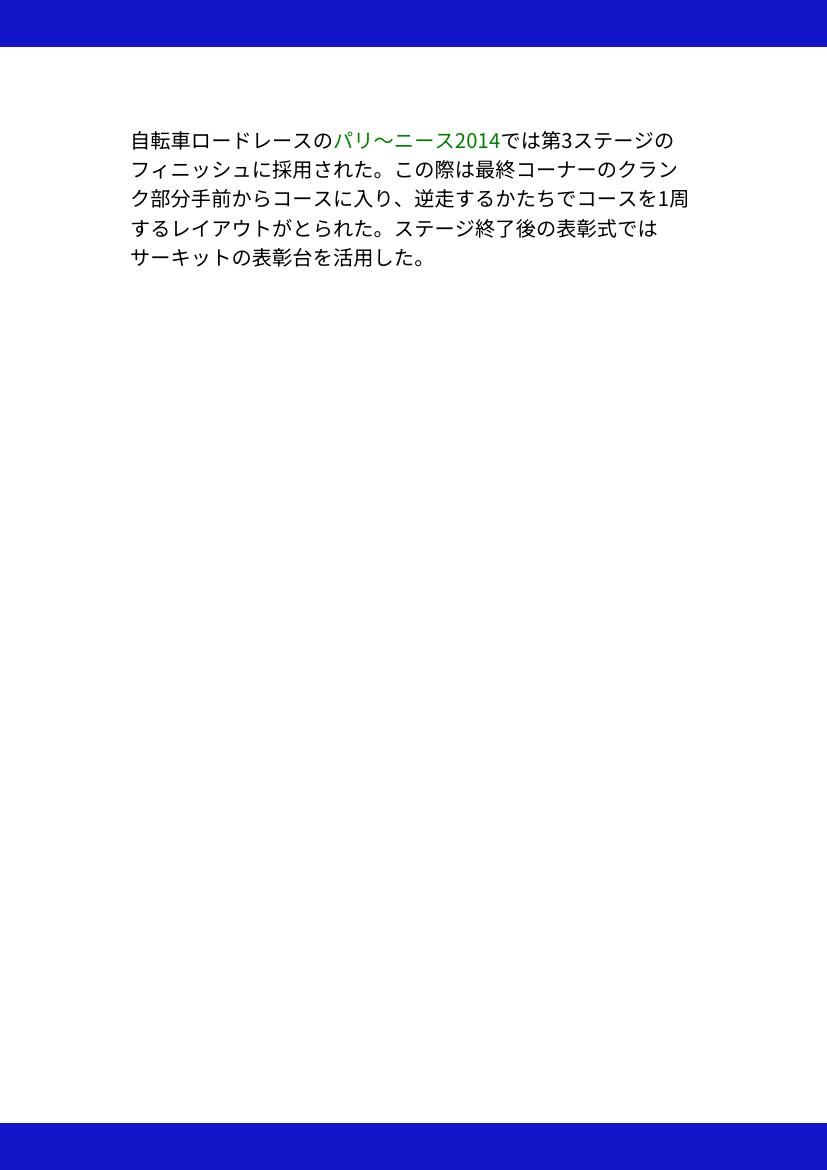 自転車ロードレースのパリ〜ニース2014では第3ステージの
フィニッシュに採用された。この際は最終コーナーのクラン
ク部分手前からコースに入り、逆走するかたちでコースを1周
するレイアウトがとられた。ステージ終了後の表彰式では
サーキットの表彰台を活用した。